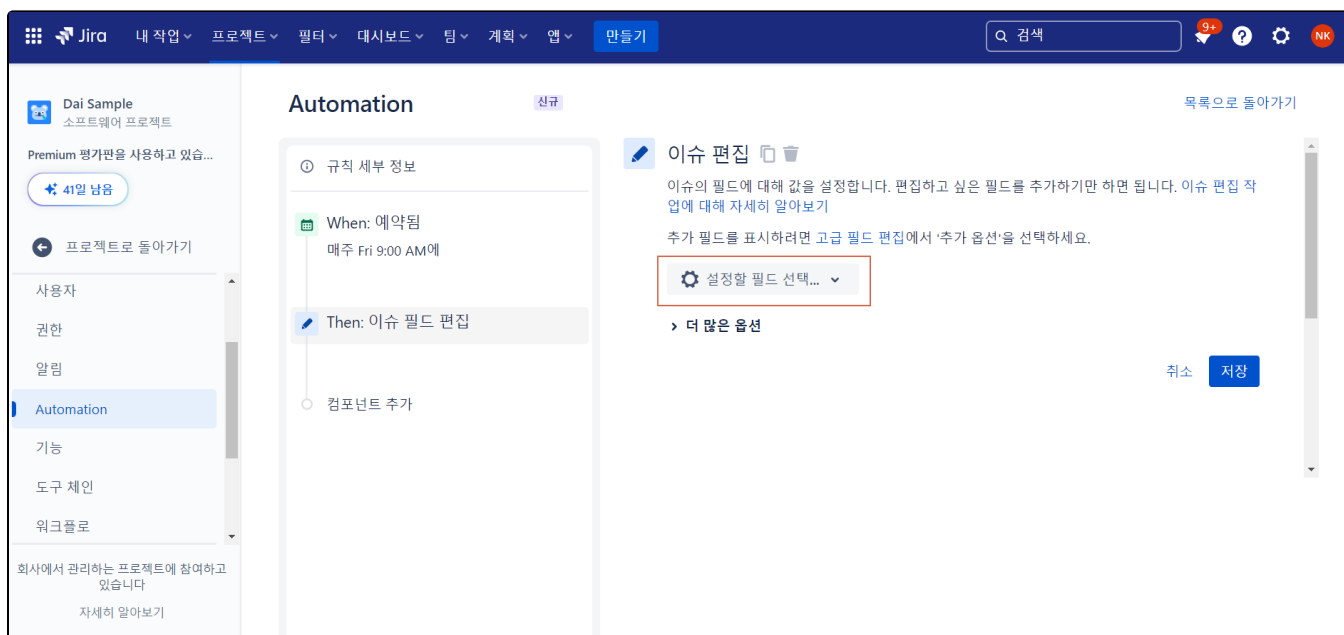 Jira 내 작업 프로젝트 필터 대시보드 팀 계획 앱 만들기 검색 9+ ? NK
Dai Sample
소프트웨어 프로젝트
Premium 평가판을 사용하고 있습...
41일 남음
프로젝트로 돌아가기
사용자
권한
알림
Automation
기능
도구 체인
워크플로
회사에서 관리하는 프로젝트에 참여하고
있습니다
자세히 알아보기
Automation 신규
목록으로 돌아가기
규칙 세부 정보
When: 예약됨
매주 Fri 9:00 AM에
Then: 이슈 필드 편집
컴포넌트 추가
이슈 편집
이슈의 필드에 대해 값을 설정합니다. 편집하고 싶은 필드를 추가하기만 하면 됩니다. 이슈 편집 작
업에 대해 자세히 알아보기
추가 필드를 표시하려면 고급 필드 편집에서 '추가 옵션'을 선택하세요.
설정할 필드 선택...
더 많은 옵션
취소 저장